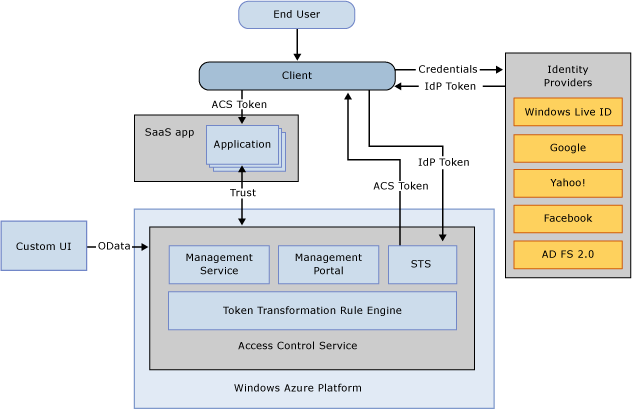 End User
Client
Credentials
IdP Token
Identity
Providers
Windows Live ID
Google
Yahoo!
Facebook
AD FS 2.0
ACS Token
SaaS app
Application
Trust
IdP Token
ACS Token
Custom UI
OData
Management
Service
Management
Portal
STS
Token Transformation Rule Engine
Access Control Service
Windows Azure Platform